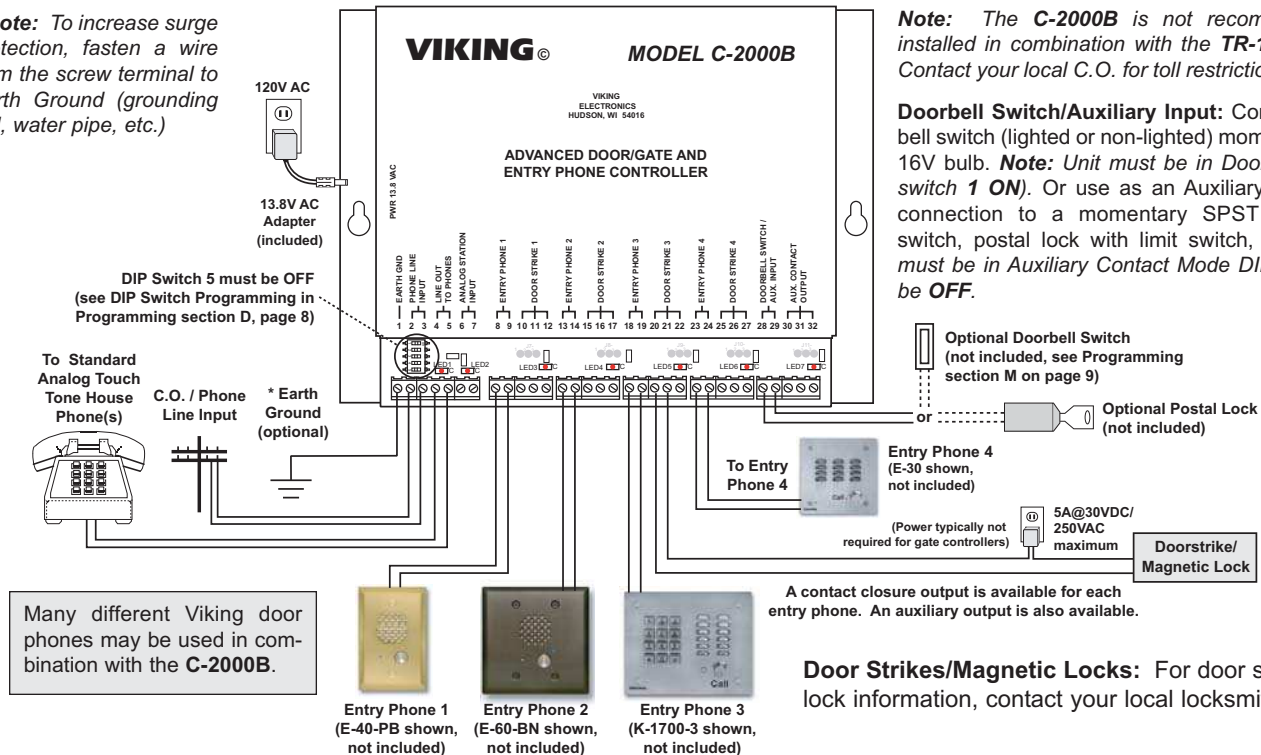 ote: To increase surge
tection, fasten a wire
m the screw terminal to
rth Ground (grounding
, water pipe, etc.)
120V AC
13.8V AC
Adapter
(included)
VIKING©
MODEL C-2000B
VIKING
ELECTRONICS
HUDSON, WI 54016
ADVANCED DOOR/GATE AND
ENTRY PHONE CONTROLLER
PWR 13.8 VAC
EARTH GND
PHONE LINE
INPUT
LINE OUT
TO PHONES
ANALOG STATION
INPUT
ENTRY PHONE 1
DOOR STRIKE 1
ENTRY PHONE 2
DOOR STRIKE 2
ENTRY PHONE 3
DOOR STRIKE 3
ENTRY PHONE 4
DOOR STRIKE 4
DOORBELL SWITCH /
AUX. INPUT
AUX. CONTACT
OUTPUT
1 2 3 4 5 6 7 8 9 10 11 12 13 14 15 16 17 18 19 20 21 22 23 24 25 26 27 28 29 30 31 32
LED1 LED2 LED3 LED4 LED5 LED6 LED7
Note: The C-2000B is not recom
installed in combination with the TR-1
Contact your local C.O. for toll restrictio
Doorbell Switch/Auxiliary Input: Con
bell switch (lighted or non-lighted) mom
16V bulb. Note: Unit must be in Door
switch 1 ON). Or use as an Auxiliary
connection to a momentary SPST
switch, postal lock with limit switch,
must be in Auxiliary Contact Mode DI
be OFF.
DIP Switch 5 must be OFF
(see DIP Switch Programming in
Programming section D, page 8)
To Standard
Analog Touch
Tone House
Phone(s)
C.O. / Phone
Line Input
* Earth
Ground
(optional)
Optional Doorbell Switch
(not included, see Programming
section M on page 9)
or
Optional Postal Lock
(not included)
To Entry
Phone 4
Entry Phone 4
(E-30 shown,
not included)
Call
(Power typically not
required for gate controllers)
5A@30VDC/
250VAC
maximum
Doorstrike/
Magnetic Lock
A contact closure output is available for each
entry phone. An auxiliary output is also available.
Many different Viking door
phones may be used in com-
bination with the C-2000B.
Call
Entry Phone 1
(E-40-PB shown,
not included)
Entry Phone 2
(E-60-BN shown,
not included)
Entry Phone 3
(K-1700-3 shown,
not included)
Door Strikes/Magnetic Locks: For door s
lock information, contact your local locksmi